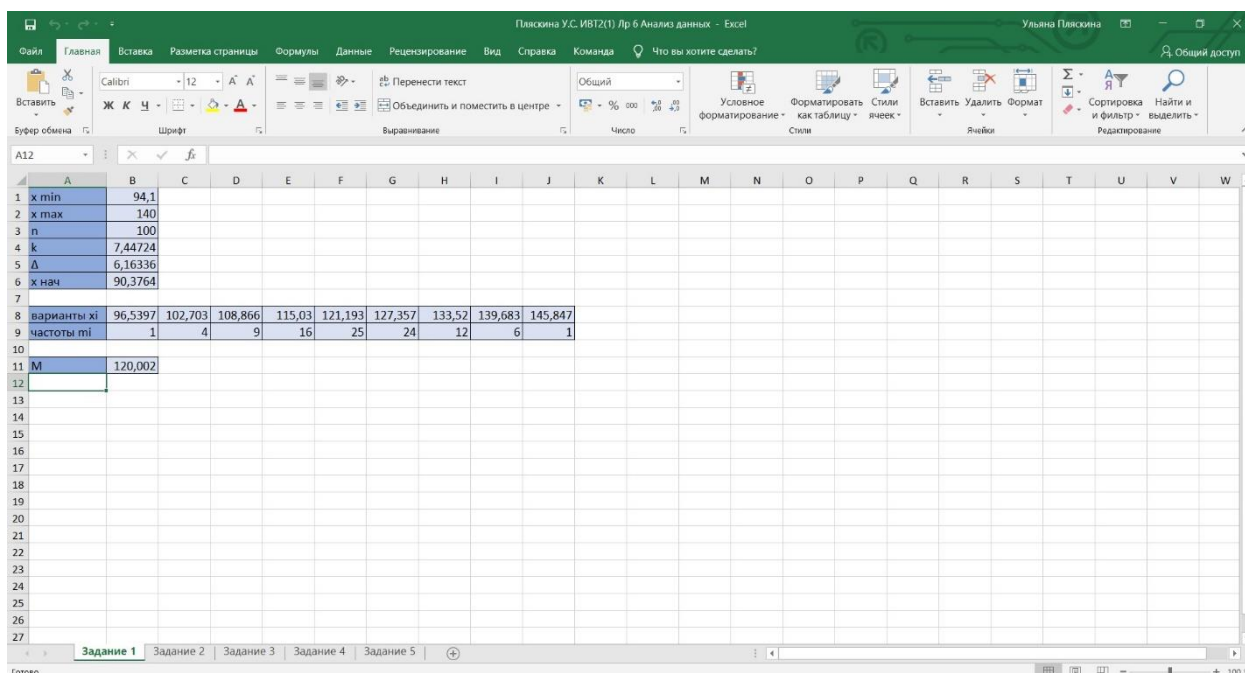 Пляскина У.С. ИВТ2(1) Лр 6 Анализ данных - Excel
Ульяна Пляскина
Файл Главная Вставка Разметка страницы Формулы Данные Рецензирование Вид Справка Команда Что вы хотите сделать? Общий доступ
Calibri 12 Перенести текст Общий
Вставить Ж К Ч Объединить и поместить в центре % 000 Условное форматирование Форматировать как таблицу Стили ячеек Вставить Удалить Формат Сортировка и фильтр Найти и выделить
Буфер обмена Шрифт Выравнивание Число Стили Ячейки Редактирование
A12 fx
A B C D E F G H I J K L M N O P Q R S T U V W
1 x min 94,1
2 x max 140
3 n 100
4 k 7,44724
5 Δ 6,16336
6 х нач 90,3764
7
8 варианты xi 96,5397 102,703 108,866 115,03 121,193 127,357 133,52 139,683 145,847
9 частоты mi 1 4 9 16 25 24 12 6 1
10
11 M 120,002
12
13
14
15
16
17
18
19
20
21
22
23
24
25
26
27
Задание 1 Задание 2 Задание 3 Задание 4 Задание 5
Готово